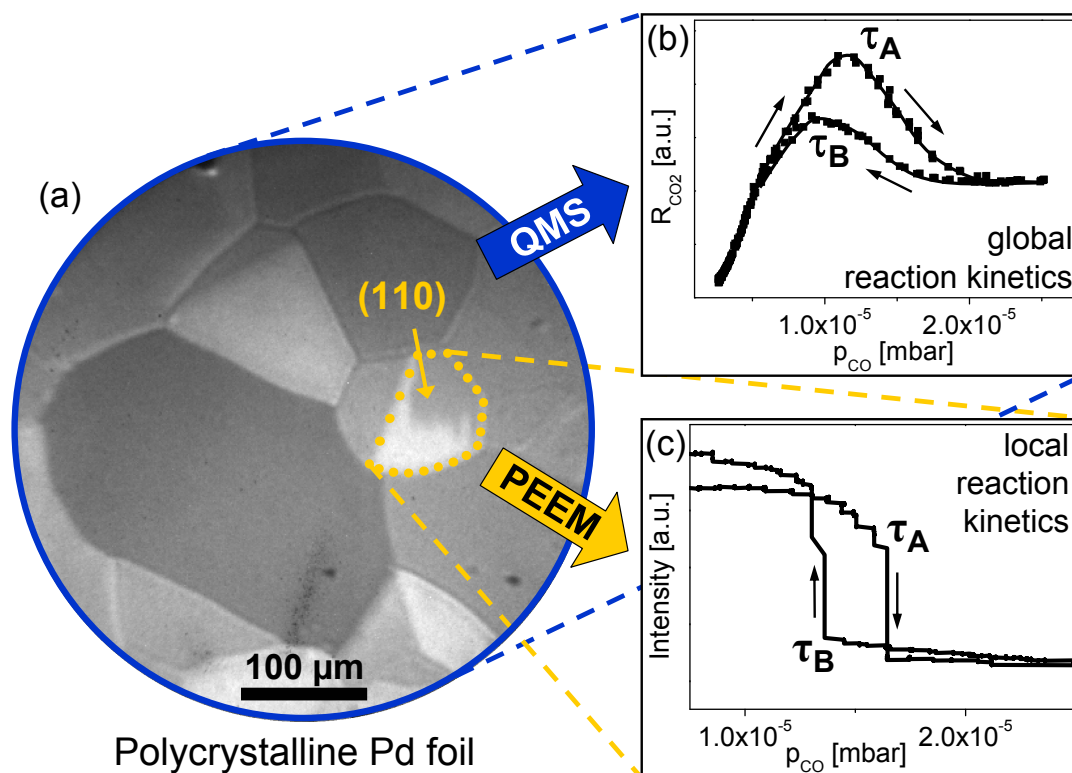 (a)
(110)
QMS
PEEM
100 µm
Polycrystalline Pd foil
(b)
τA
τB
RCO2 [a.u.]
global
reaction kinetics
1.0x10-5
2.0x10-5
pCO [mbar]
(c)
local
reaction
kinetics
τA
τB
Intensity [a.u.]
1.0x10-5
2.0x10-5
pCO [mbar]